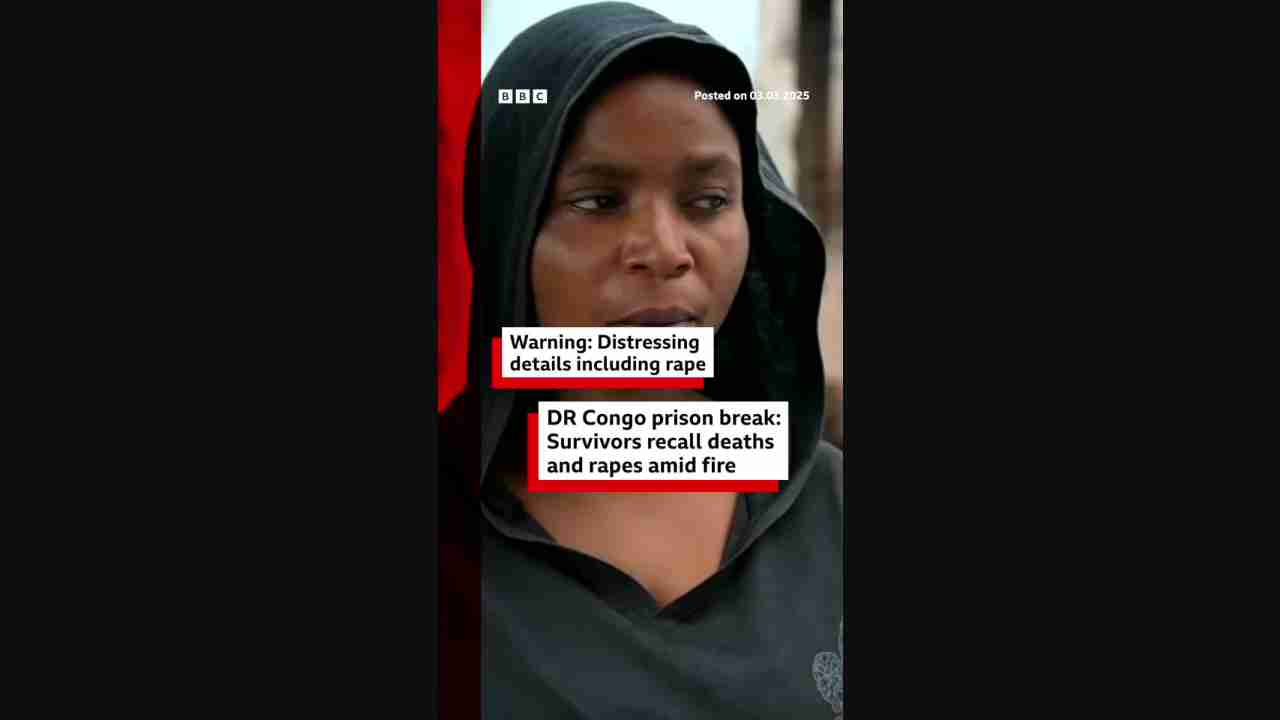 BBC
Posted on 03.03.2025
Warning: Distressing
details including rape
DR Congo prison break:
Survivors recall deaths
and rapes amid fire